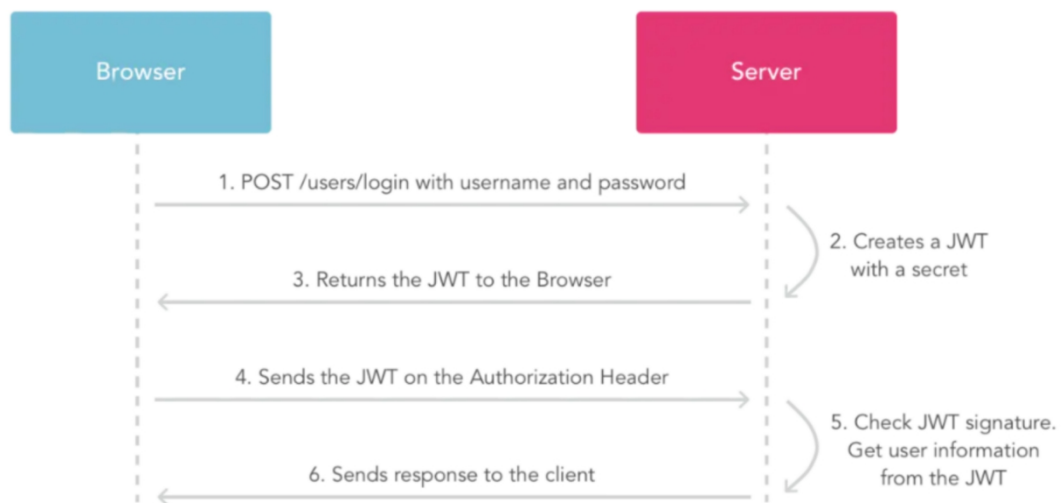 Browser
Server
1. POST /users/login with username and password
2. Creates a JWT
with a secret
3. Returns the JWT to the Browser
4. Sends the JWT on the Authorization Header
5. Check JWT signature.
Get user information
from the JWT
6. Sends response to the client